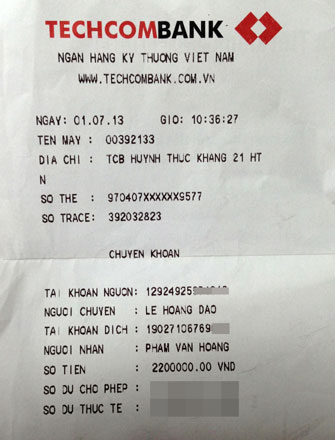 TECHCOMBANK
NGAN HANG KY THUONG VIET NAM
WWW.TECHCOMBANK.COM.VN
NGAY: 01.07.13 GIO: 10:36:27
TEN MAY : 00392133
DIA CHI : TCB HUYNH THUC KHANG 21 HT
N
SO THE : 970407XXXXXX9577
SO TRACE: 392032823
CHUYEN KHOAN
TAI KHOAN NGUON: 12924925
NGUOI CHUYEN : LE HOANG DAO
TAI KHOAN DICH : 19027106769
NGUOI NHAN : PHAM VAN HOANG
SO TIEN : 2200000.00 VND
SO DU CHO PHEP :
SO DU THUC TE :